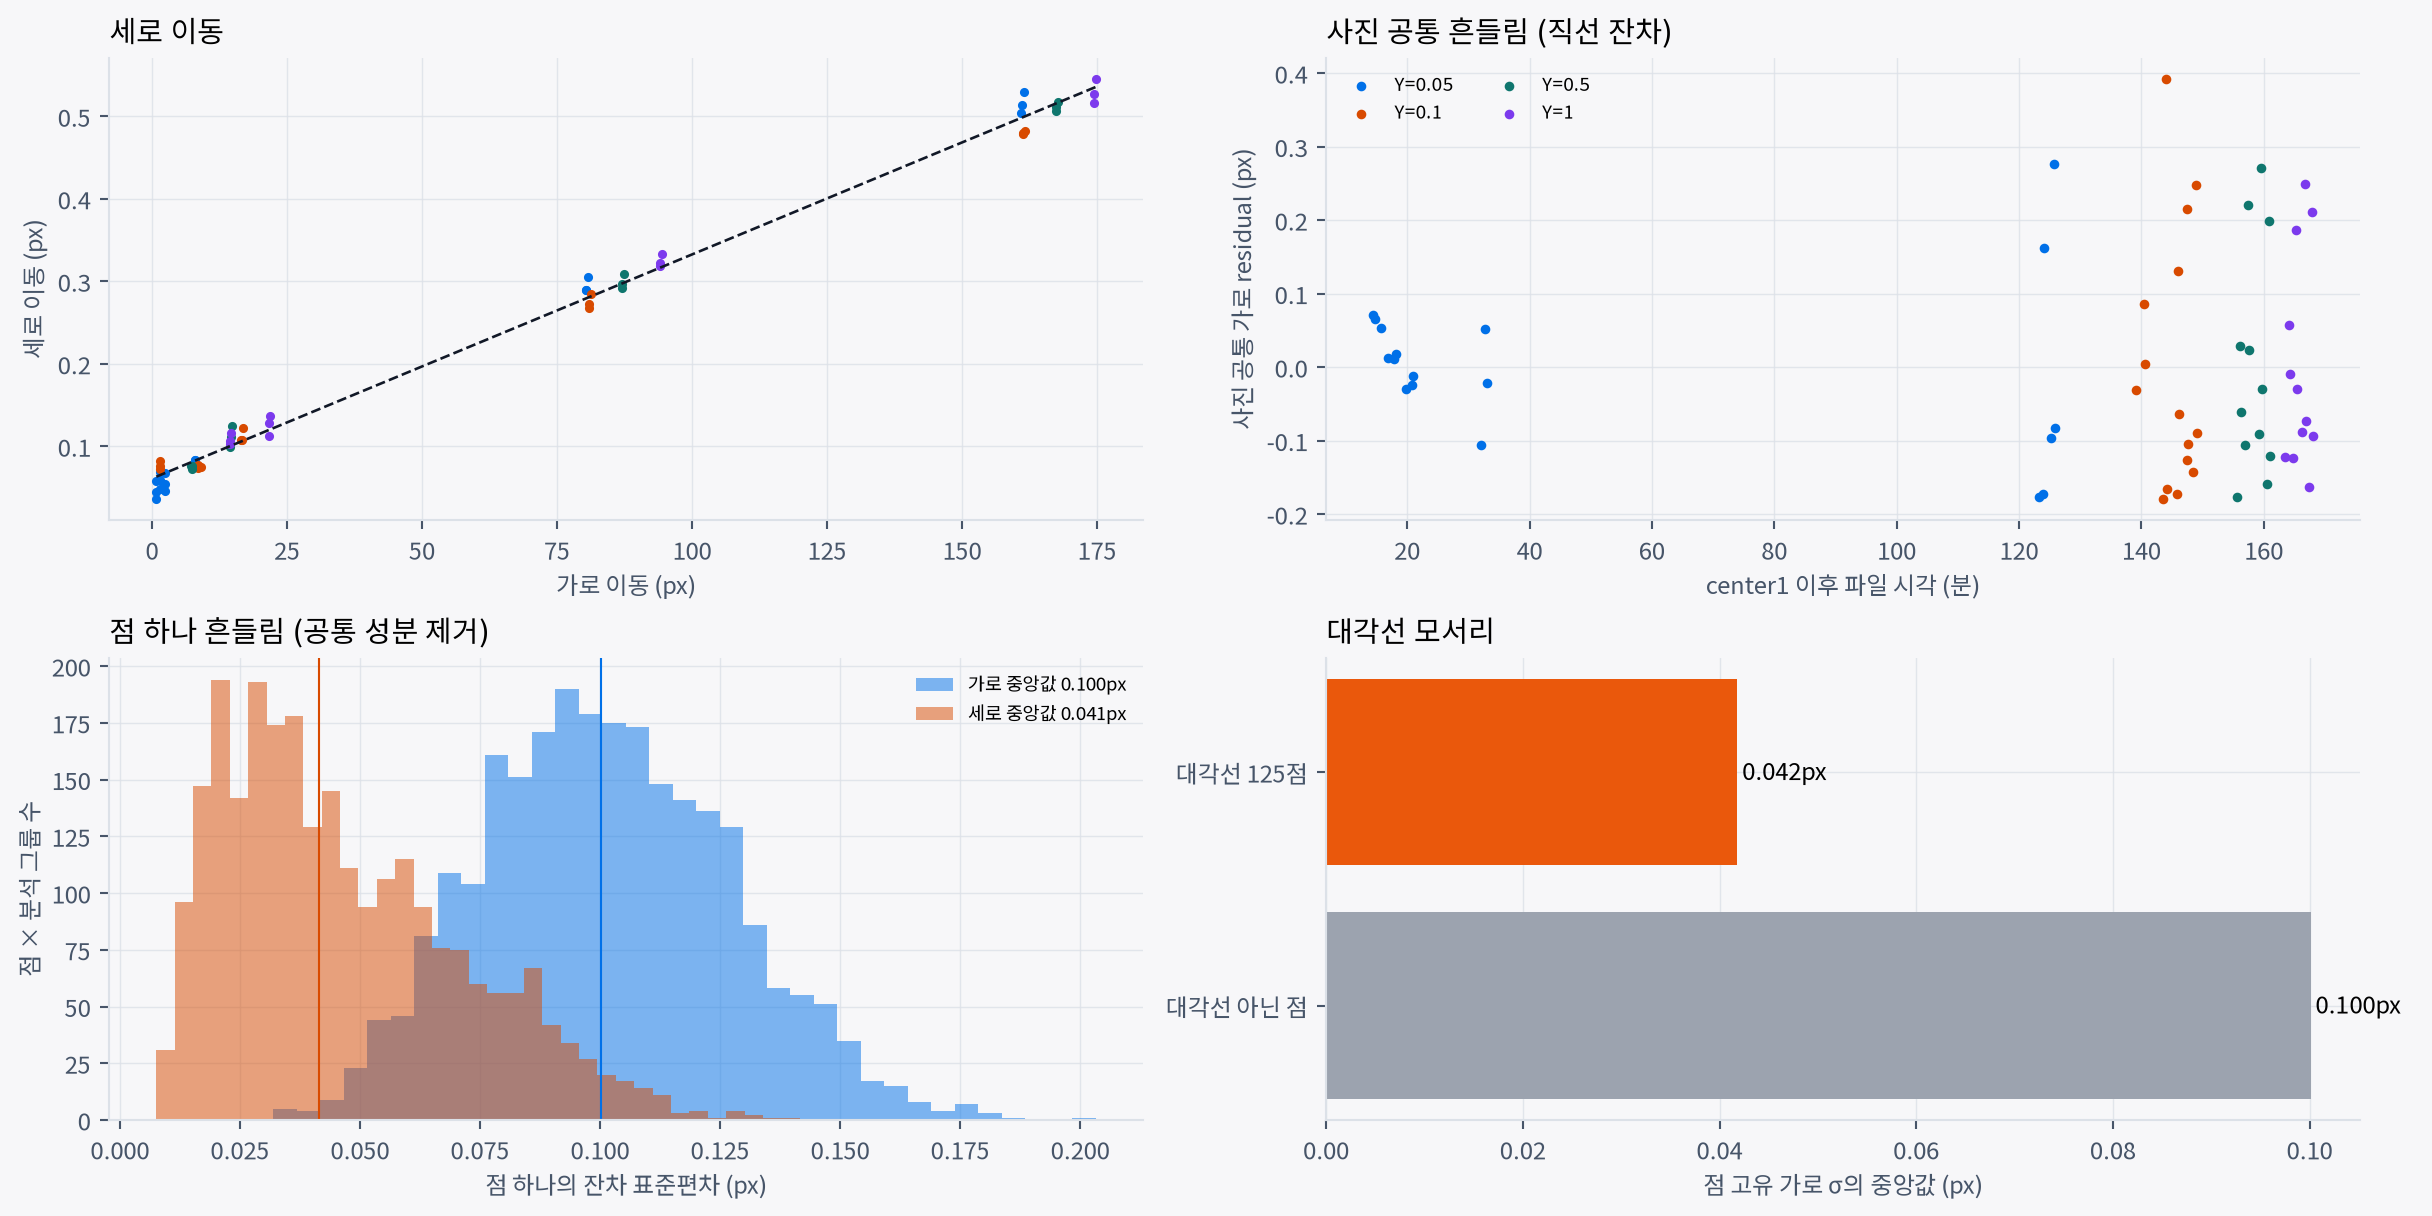 세로 이동
세로 이동 (px)
0.5
0.4
0.3
0.2
0.1
0 25 50 75 100 125 150 175
가로 이동 (px)
사진 공통 흔들림 (직선 잔차)
사진 공통 가로 residual (px)
Y=0.05 Y=0.5
Y=0.1 Y=1
0.4
0.3
0.2
0.1
0.0
-0.1
-0.2
20 40 60 80 100 120 140 160
center1 이후 파일 시각 (분)
점 하나 흔들림 (공통 성분 제거)
점 × 분석 그룹 수
가로 중앙값 0.100px
세로 중앙값 0.041px
200
175
150
125
100
75
50
25
0
0.000 0.025 0.050 0.075 0.100 0.125 0.150 0.175 0.200
점 하나의 잔차 표준편차 (px)
대각선 모서리
대각선 125점
0.042px
대각선 아닌 점
0.100px
0.00 0.02 0.04 0.06 0.08 0.10
점 고유 가로 σ의 중앙값 (px)